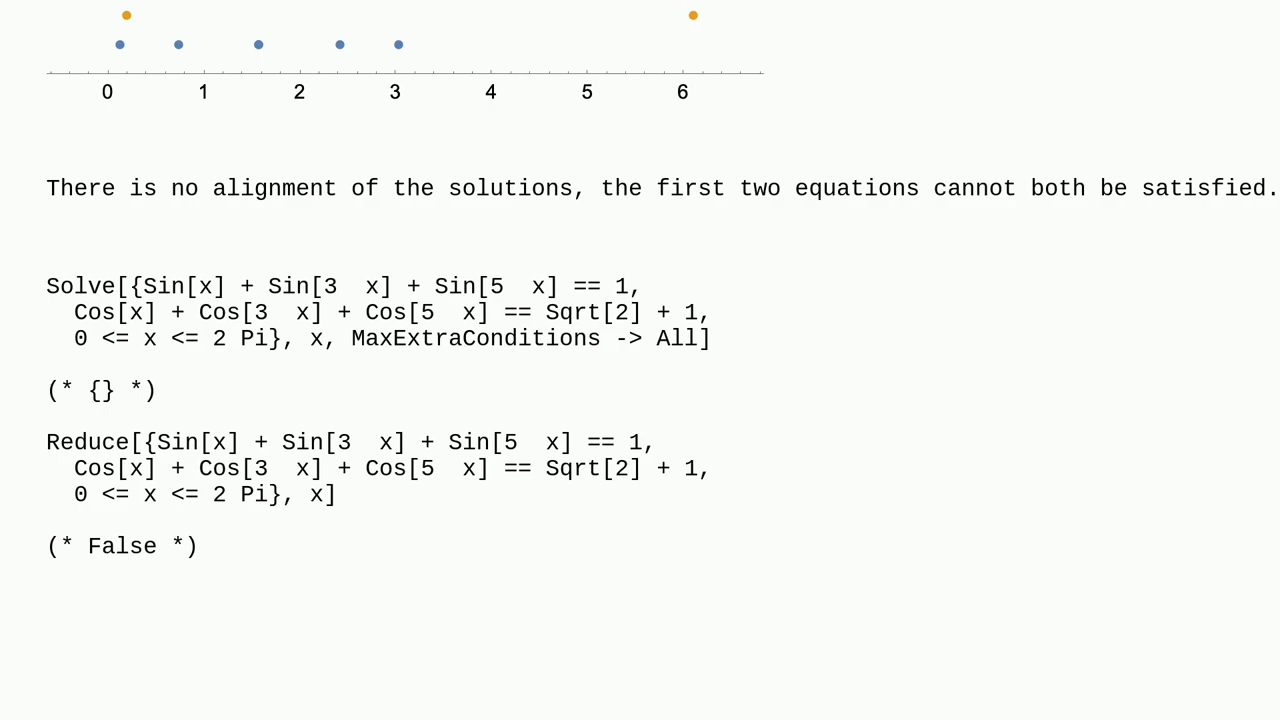 0 1 2 3 4 5 6
There is no alignment of the solutions, the first two equations cannot both be satisfied.
Solve[{Sin[x] + Sin[3  x] + Sin[5  x] == 1,
  Cos[x] + Cos[3  x] + Cos[5  x] == Sqrt[2] + 1,
  0 <= x <= 2 Pi}, x, MaxExtraConditions -> All]
(* {} *)
Reduce[{Sin[x] + Sin[3  x] + Sin[5  x] == 1,
  Cos[x] + Cos[3  x] + Cos[5  x] == Sqrt[2] + 1,
  0 <= x <= 2 Pi}, x]
(* False *)